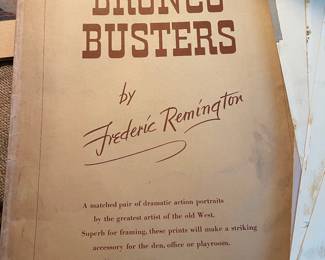 BRONCO
BUSTERS
by
Frederic Remington
A matched pair of dramatic action portraits
by the greatest artist of the old West.
Superb for framing, these prints will make a striking
accessory for the den, office or playroom.